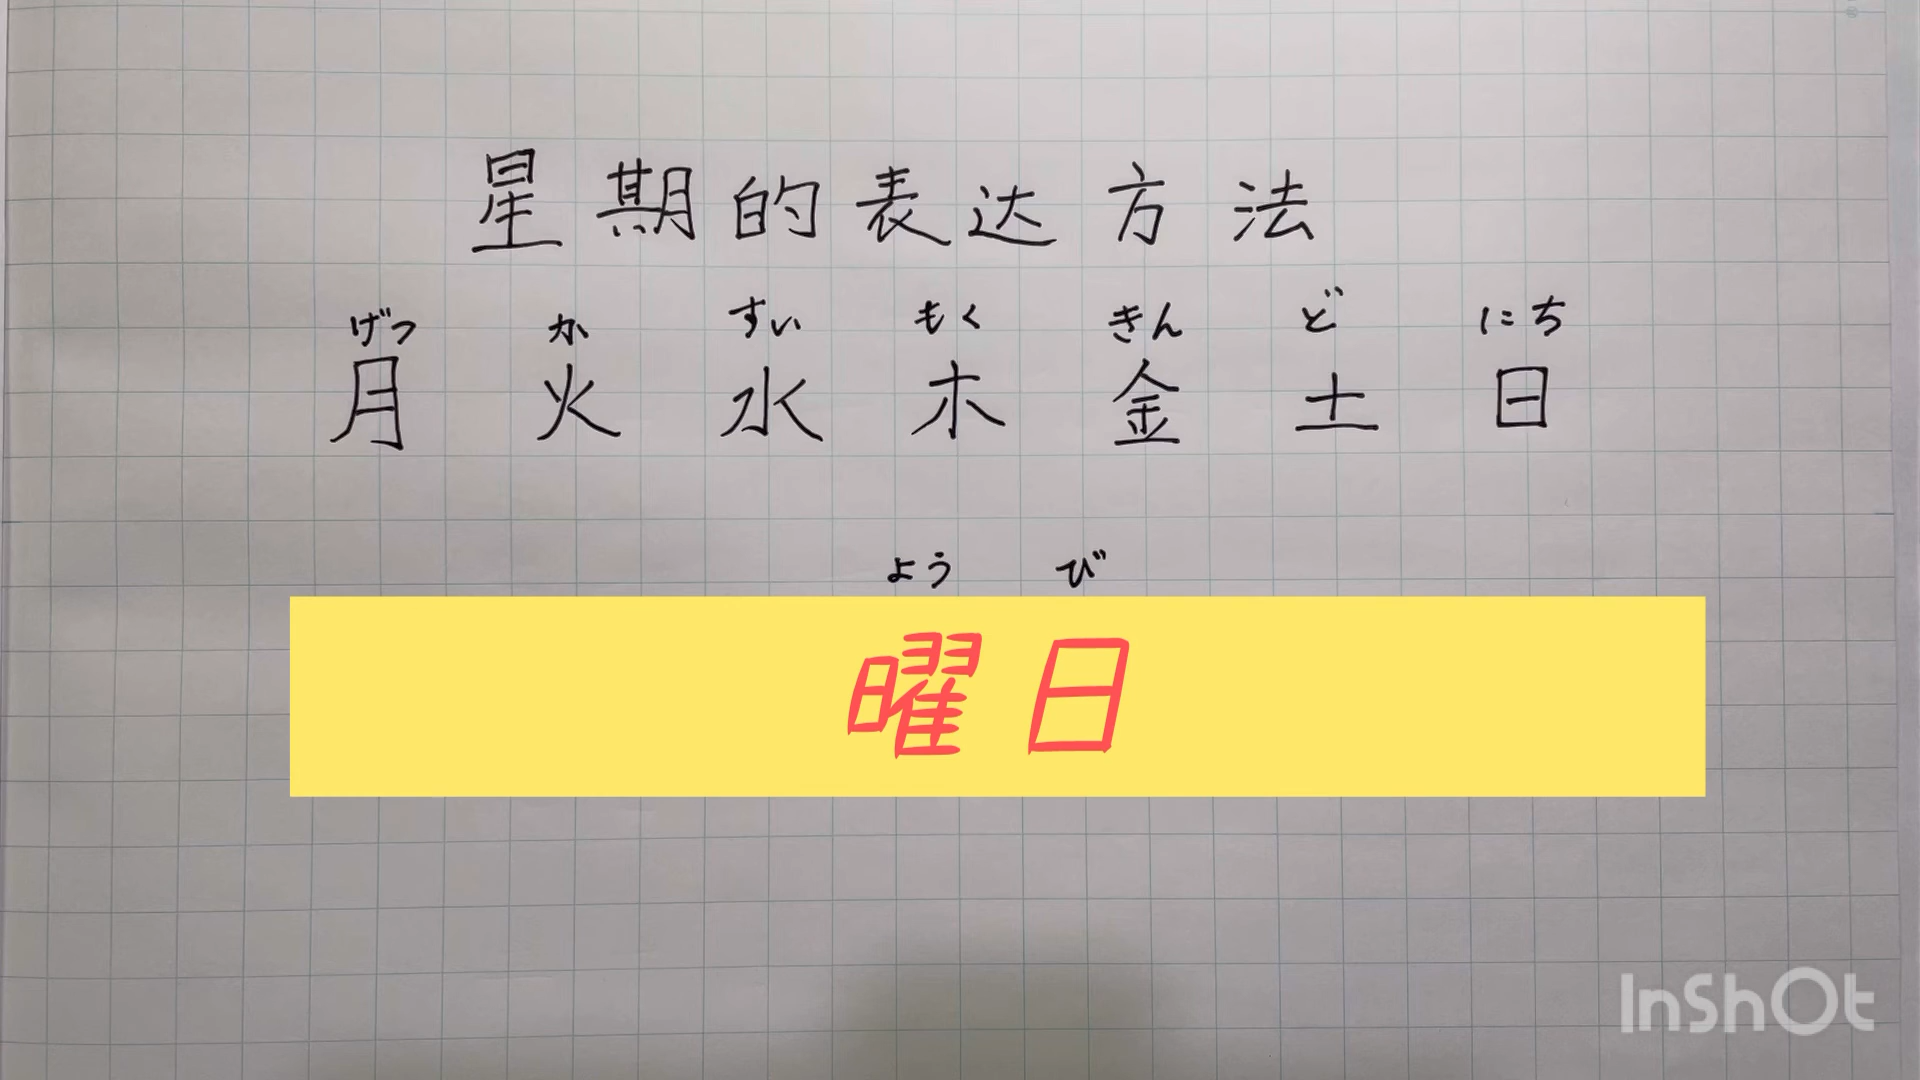 星期的表达方法
げつ か すい もく きん ど にち
月 火 水 木 金 土 日
よう び
曜日
InShOt